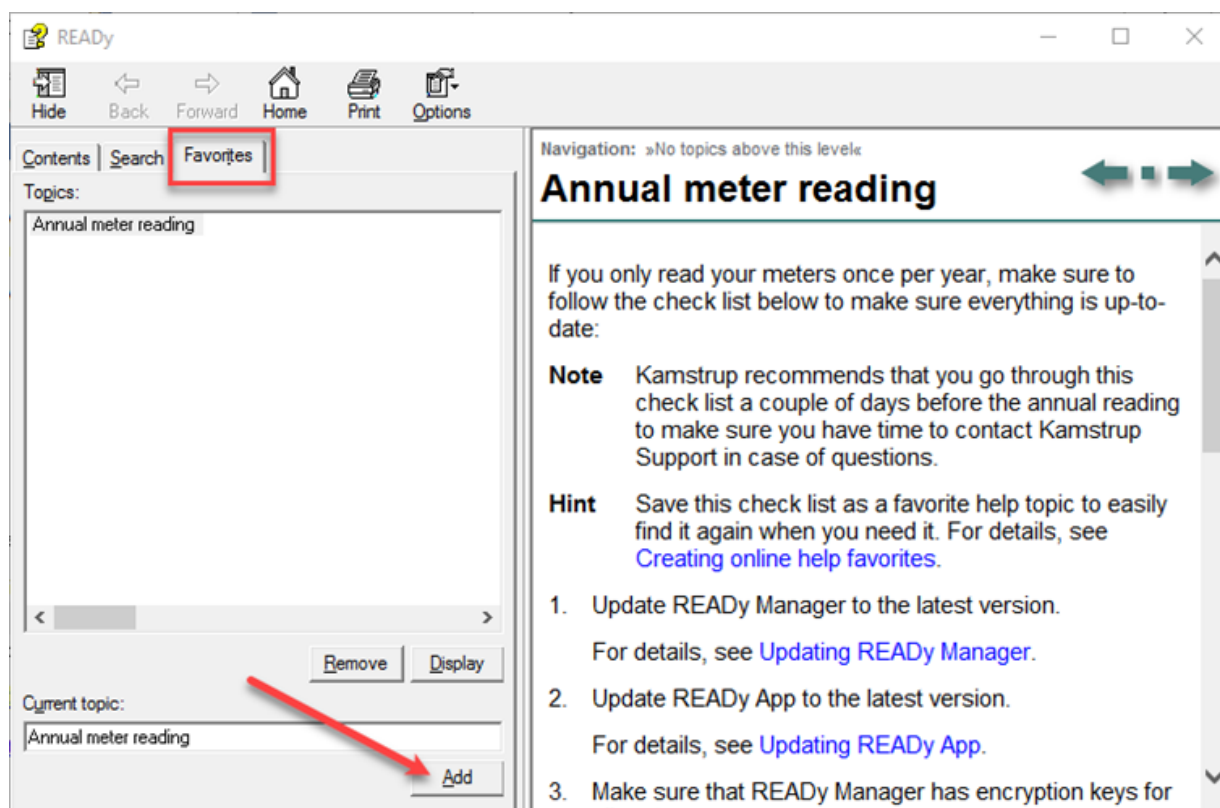 READy
Hide Back Forward Home Print Options
Contents Search Favorites
Topics:
Annual meter reading
Remove Display
Current topic:
Annual meter reading
Add
Navigation: »No topics above this level«
Annual meter reading
If you only read your meters once per year, make sure to
follow the check list below to make sure everything is up-to-
date:
Note Kamstrup recommends that you go through this
check list a couple of days before the annual reading
to make sure you have time to contact Kamstrup
Support in case of questions.
Hint Save this check list as a favorite help topic to easily
find it again when you need it. For details, see
Creating online help favorites.
1. Update READy Manager to the latest version.
For details, see Updating READy Manager.
2. Update READy App to the latest version.
For details, see Updating READy App.
3. Make sure that READy Manager has encryption keys for